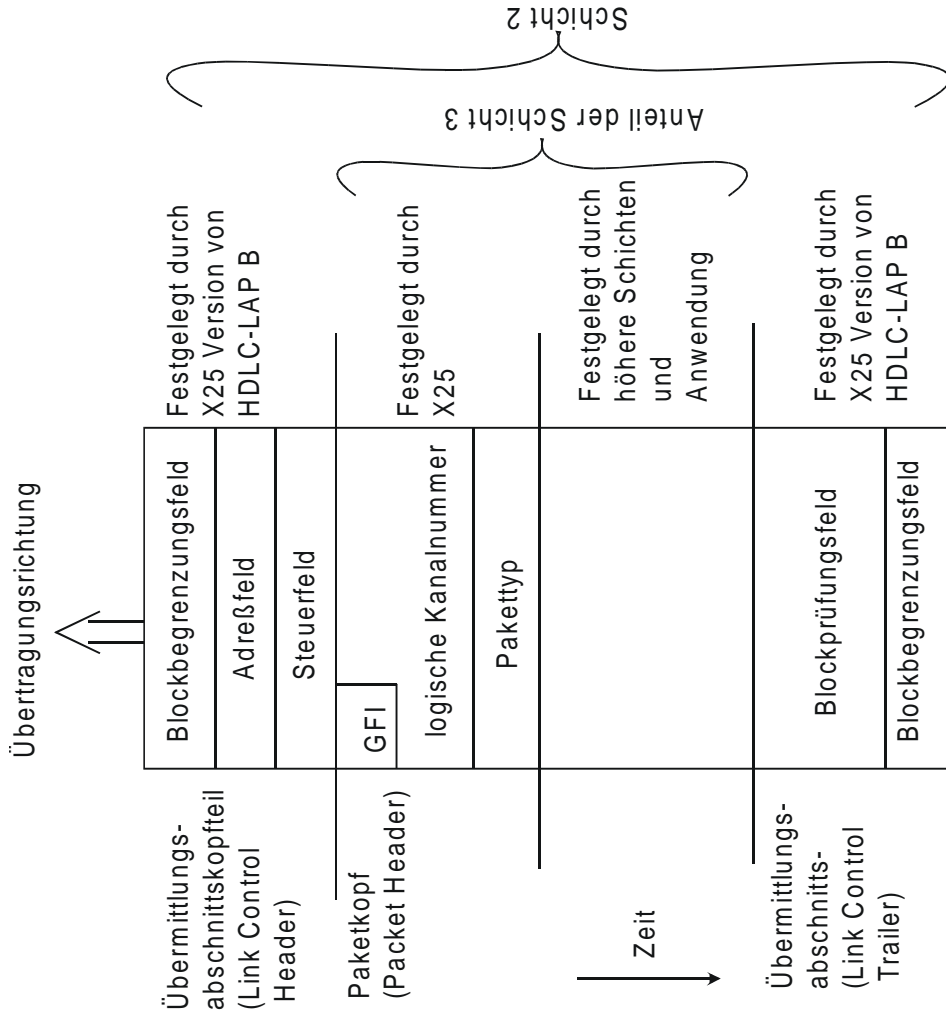 Übertragungsrichtung
Übermittlungs-
abschnittskopfteil
(Link Control
Header)
Blockbegrenzungsfeld
Adreßfeld
Steuerfeld
Festgelegt durch
X25 Version von
HDLC-LAP B
Paketkopf
(Packet Header)
GFI
logische Kanalnummer
Pakettyp
Festgelegt durch
X25
Zeit
Festgelegt durch
höhere Schichten
und
Anwendung
Übermittlungs-
abschnitts-
(Link Control
Trailer)
Blockprüfungsfeld
Blockbegrenzungsfeld
Festgelegt durch
X25 Version von
HDLC-LAP B
Anteil der Schicht 3
Schicht 2